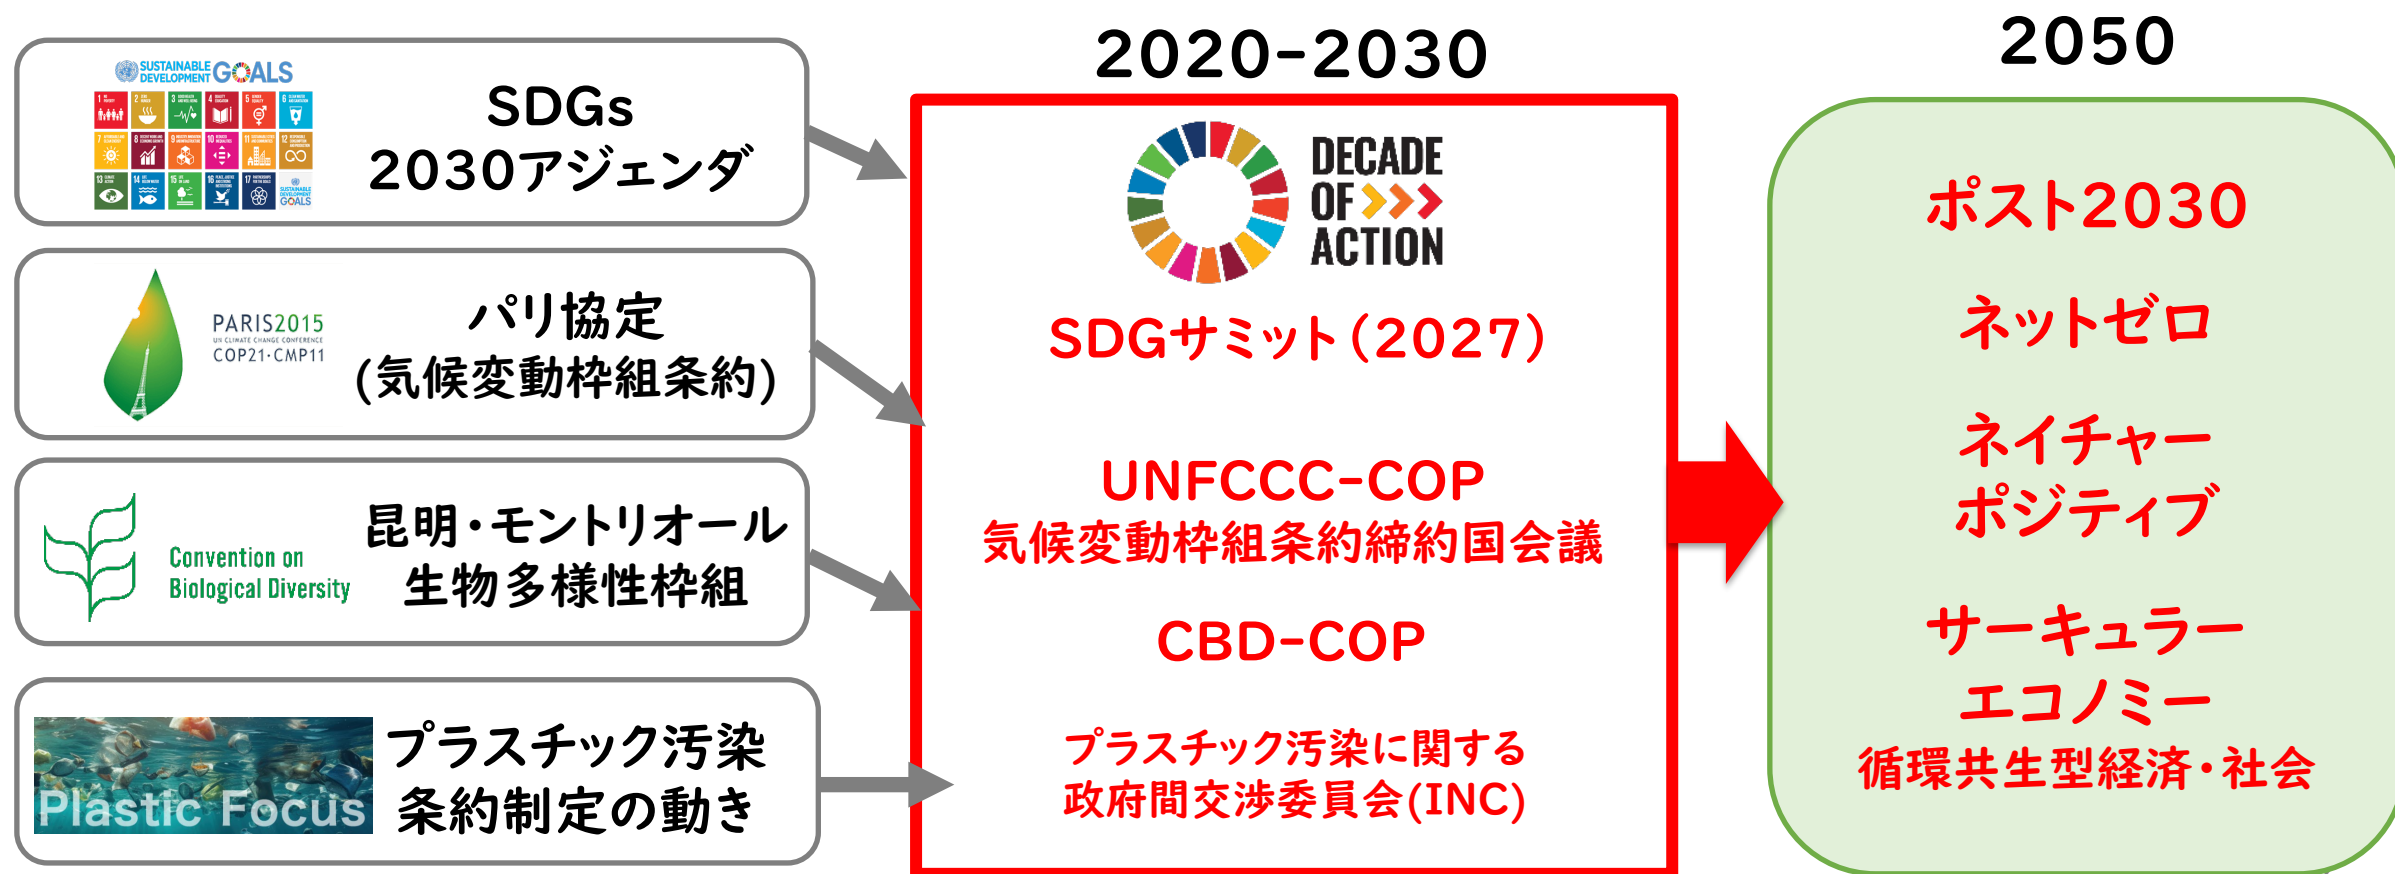 SUSTAINABLE
DEVELOPMENT GOALS
SDGs
2030アジェンダ
PARIS2015
UN CLIMATE CHANGE CONFERENCE
COP21·CMP11
パリ協定
(気候変動枠組条約)
Convention on
Biological Diversity
昆明・モントリオール
生物多様性枠組
Plastic Focus
プラスチック汚染
条約制定の動き
2020-2030
DECADE
OF
ACTION
SDGサミット(2027)
UNFCCC-COP
気候変動枠組条約締約国会議
CBD-COP
プラスチック汚染に関する
政府間交渉委員会(INC)
2050
ポスト2030
ネットゼロ
ネイチャー
ポジティブ
サーキュラー
エコノミー
循環共生型経済・社会